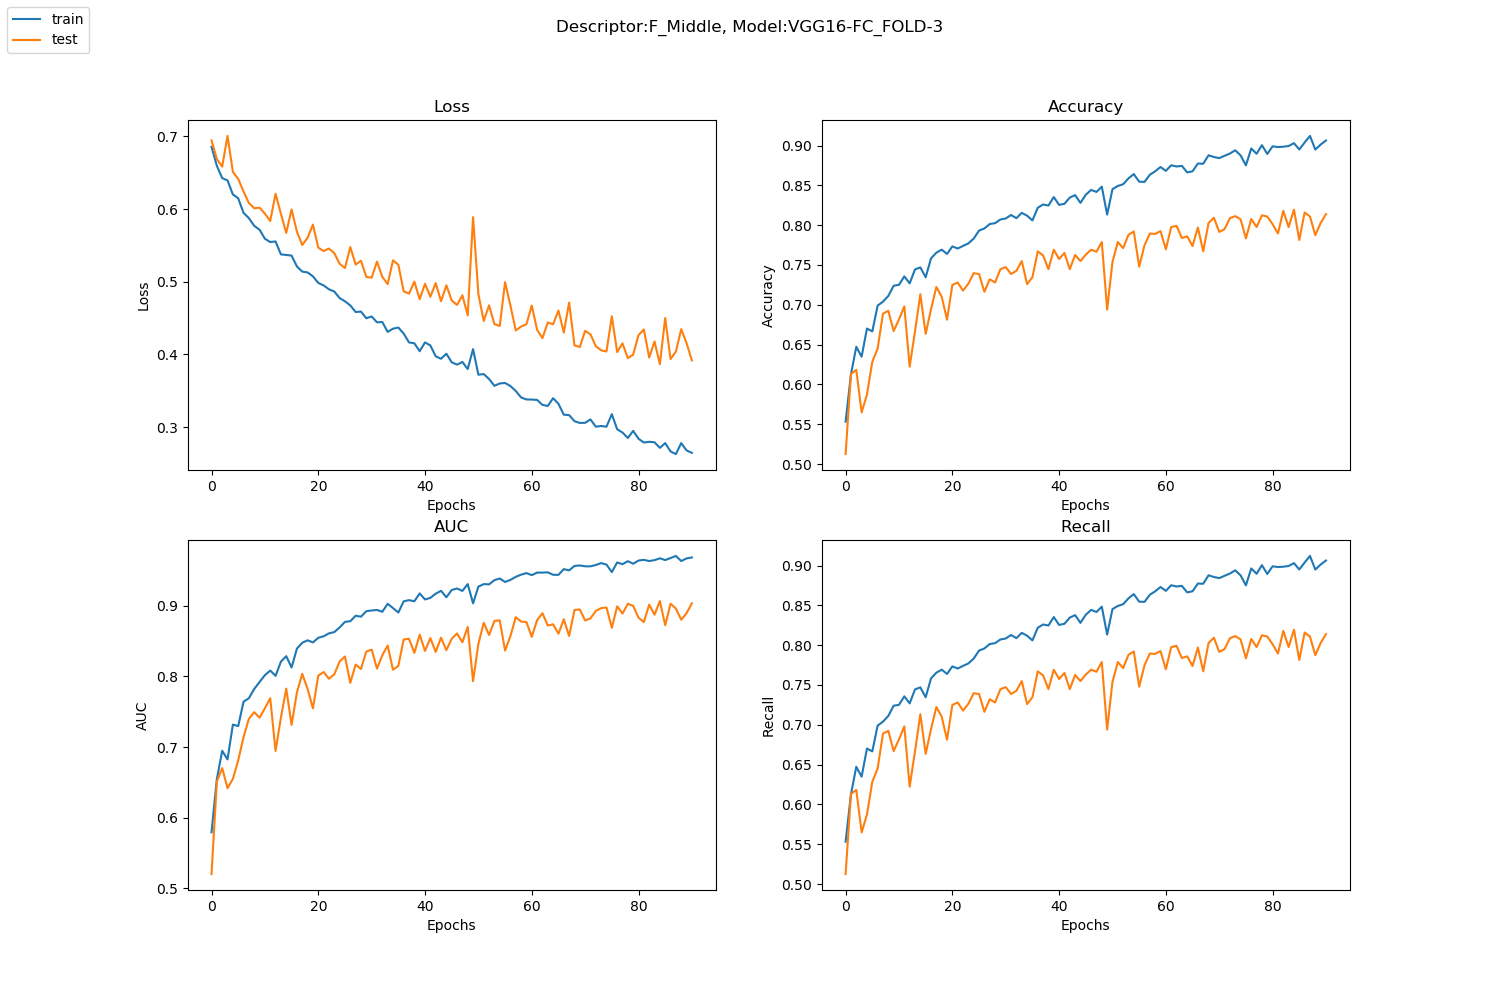 train
test
Descriptor:F_Middle, Model:VGG16-FC_FOLD-3
Loss
0.7
0.6
0.5
0.4
0.3
Loss
0 20 40 60 80
Epochs
Accuracy
0.90
0.85
0.80
0.75
0.70
0.65
0.60
0.55
0.50
Accuracy
0 20 40 60 80
Epochs
AUC
0.9
0.8
0.7
0.6
0.5
AUC
0 20 40 60 80
Epochs
Recall
0.90
0.85
0.80
0.75
0.70
0.65
0.60
0.55
0.50
Recall
0 20 40 60 80
Epochs